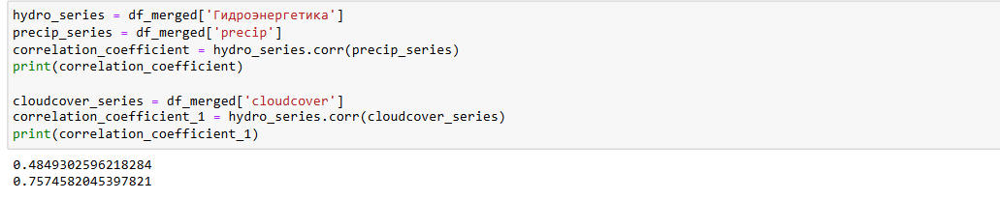 hydro_series = df_merged['Гидроэнергетика']
precip_series = df_merged['precip']
correlation_coefficient = hydro_series.corr(precip_series)
print(correlation_coefficient)
cloudcover_series = df_merged['cloudcover']
correlation_coefficient_1 = hydro_series.corr(cloudcover_series)
print(correlation_coefficient_1)
0.4849302596218284
0.7574582045397821